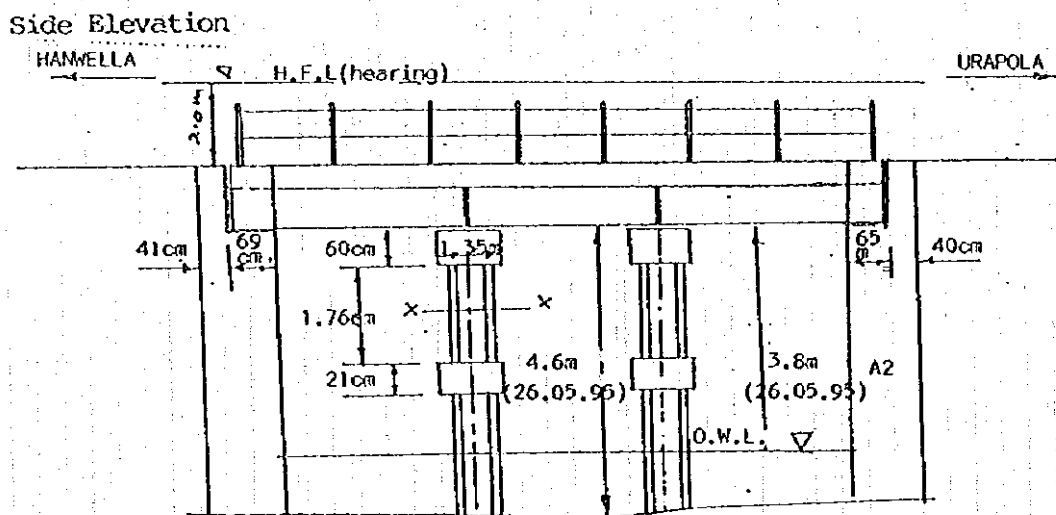 Side Elevation
HANWELLA
H.F.L(hearing)
URAPOLA
2.0m
41cm
69
cm
60cm
1.35m
65
m
40cm
1.76cm
x x
21cm
4.6m
(26.05.95)
3.8m
(26.05.95)
A2
O.W.L.